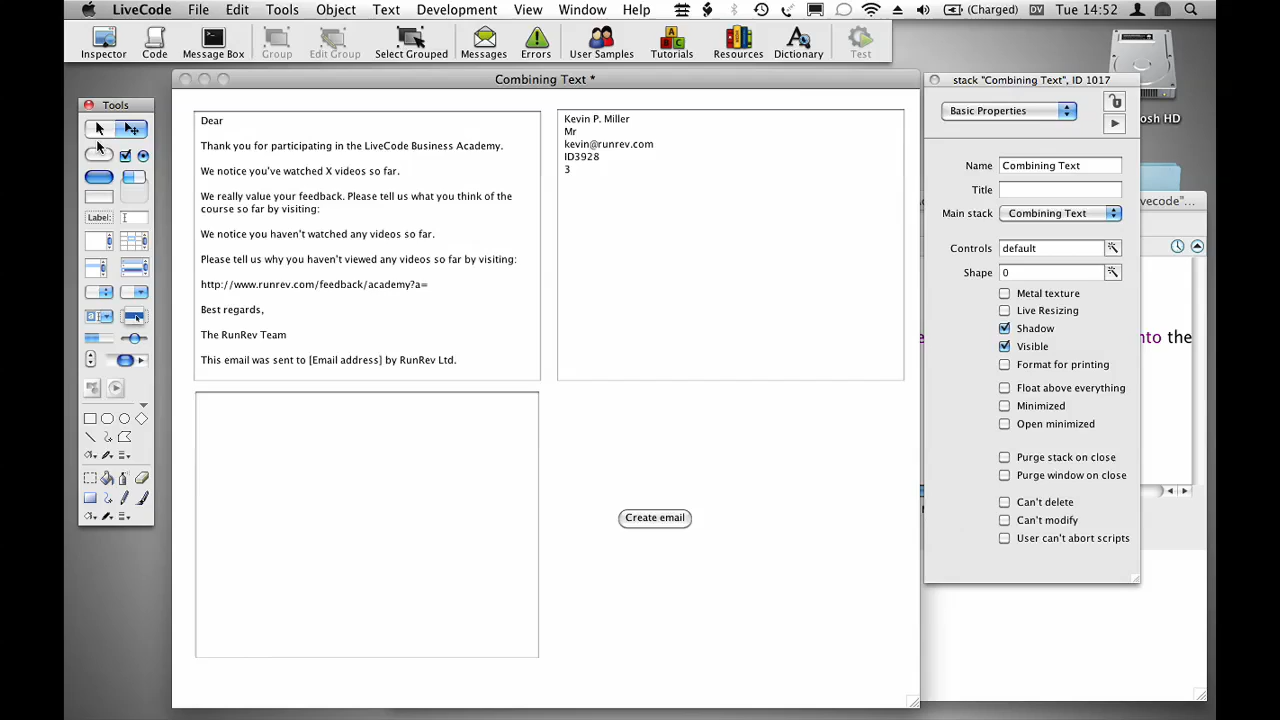 LiveCode File Edit Tools Object Text Development View Window Help (Charged) DV Tue 14:52
Inspector Code Message Box Group Edit Group Select Grouped Messages Errors User Samples Tutorials Resources Dictionary Test
Combining Text *
stack "Combining Text", ID 1017
Tools
Label:
Dear
Thank you for participating in the LiveCode Business Academy.
We notice you've watched X videos so far.
We really value your feedback. Please tell us what you think of the
course so far by visiting:
We notice you haven't watched any videos so far.
Please tell us why you haven't viewed any videos so far by visiting:
http://www.runrev.com/feedback/academy?a=
Best regards,
The RunRev Team
This email was sent to [Email address] by RunRev Ltd.
Kevin P. Miller
Mr
kevin@runrev.com
ID3928
3
Create email
Basic Properties
Name Combining Text
Title
Main stack Combining Text
Controls default
Shape 0
Metal texture
Live Resizing
Shadow
Visible
Format for printing
Float above everything
Minimized
Open minimized
Purge stack on close
Purge window on close
Can't delete
Can't modify
User can't abort scripts
osh HD
ivecode"...
nto the